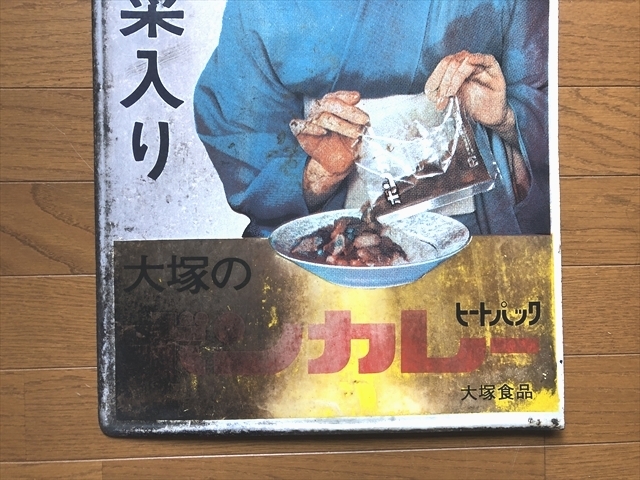 菜入り
大塚の
ンカレー
ヒートパック
大塚食品